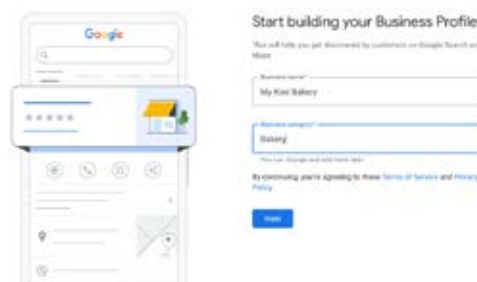 Google
Start building your Business Profile
This will help you get discovered by customers on Google Search and
Maps
Business name*
My Kiwi Bakery
Business category*
Bakery
You can change and add more later
By continuing, you're agreeing to these Terms of Service and Privacy
Policy.
Next